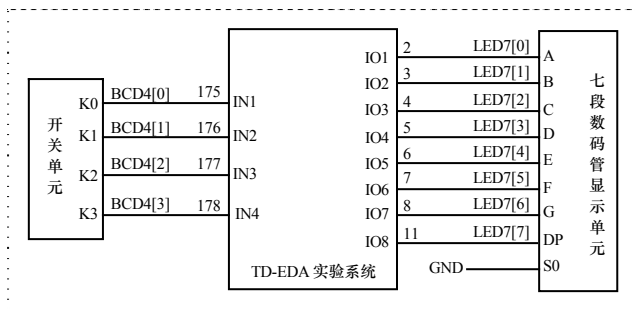 开关单元
K0 BCD4[0] 175 IN1
K1 BCD4[1] 176 IN2
K2 BCD4[2] 177 IN3
K3 BCD4[3] 178 IN4
TD-EDA 实验系统
IO1 2 LED7[0] A
IO2 3 LED7[1] B
IO3 4 LED7[2] C
IO4 5 LED7[3] D
IO5 6 LED7[4] E
IO6 7 LED7[5] F
IO7 8 LED7[6] G
IO8 11 LED7[7] DP
GND S0
七段数码管显示单元